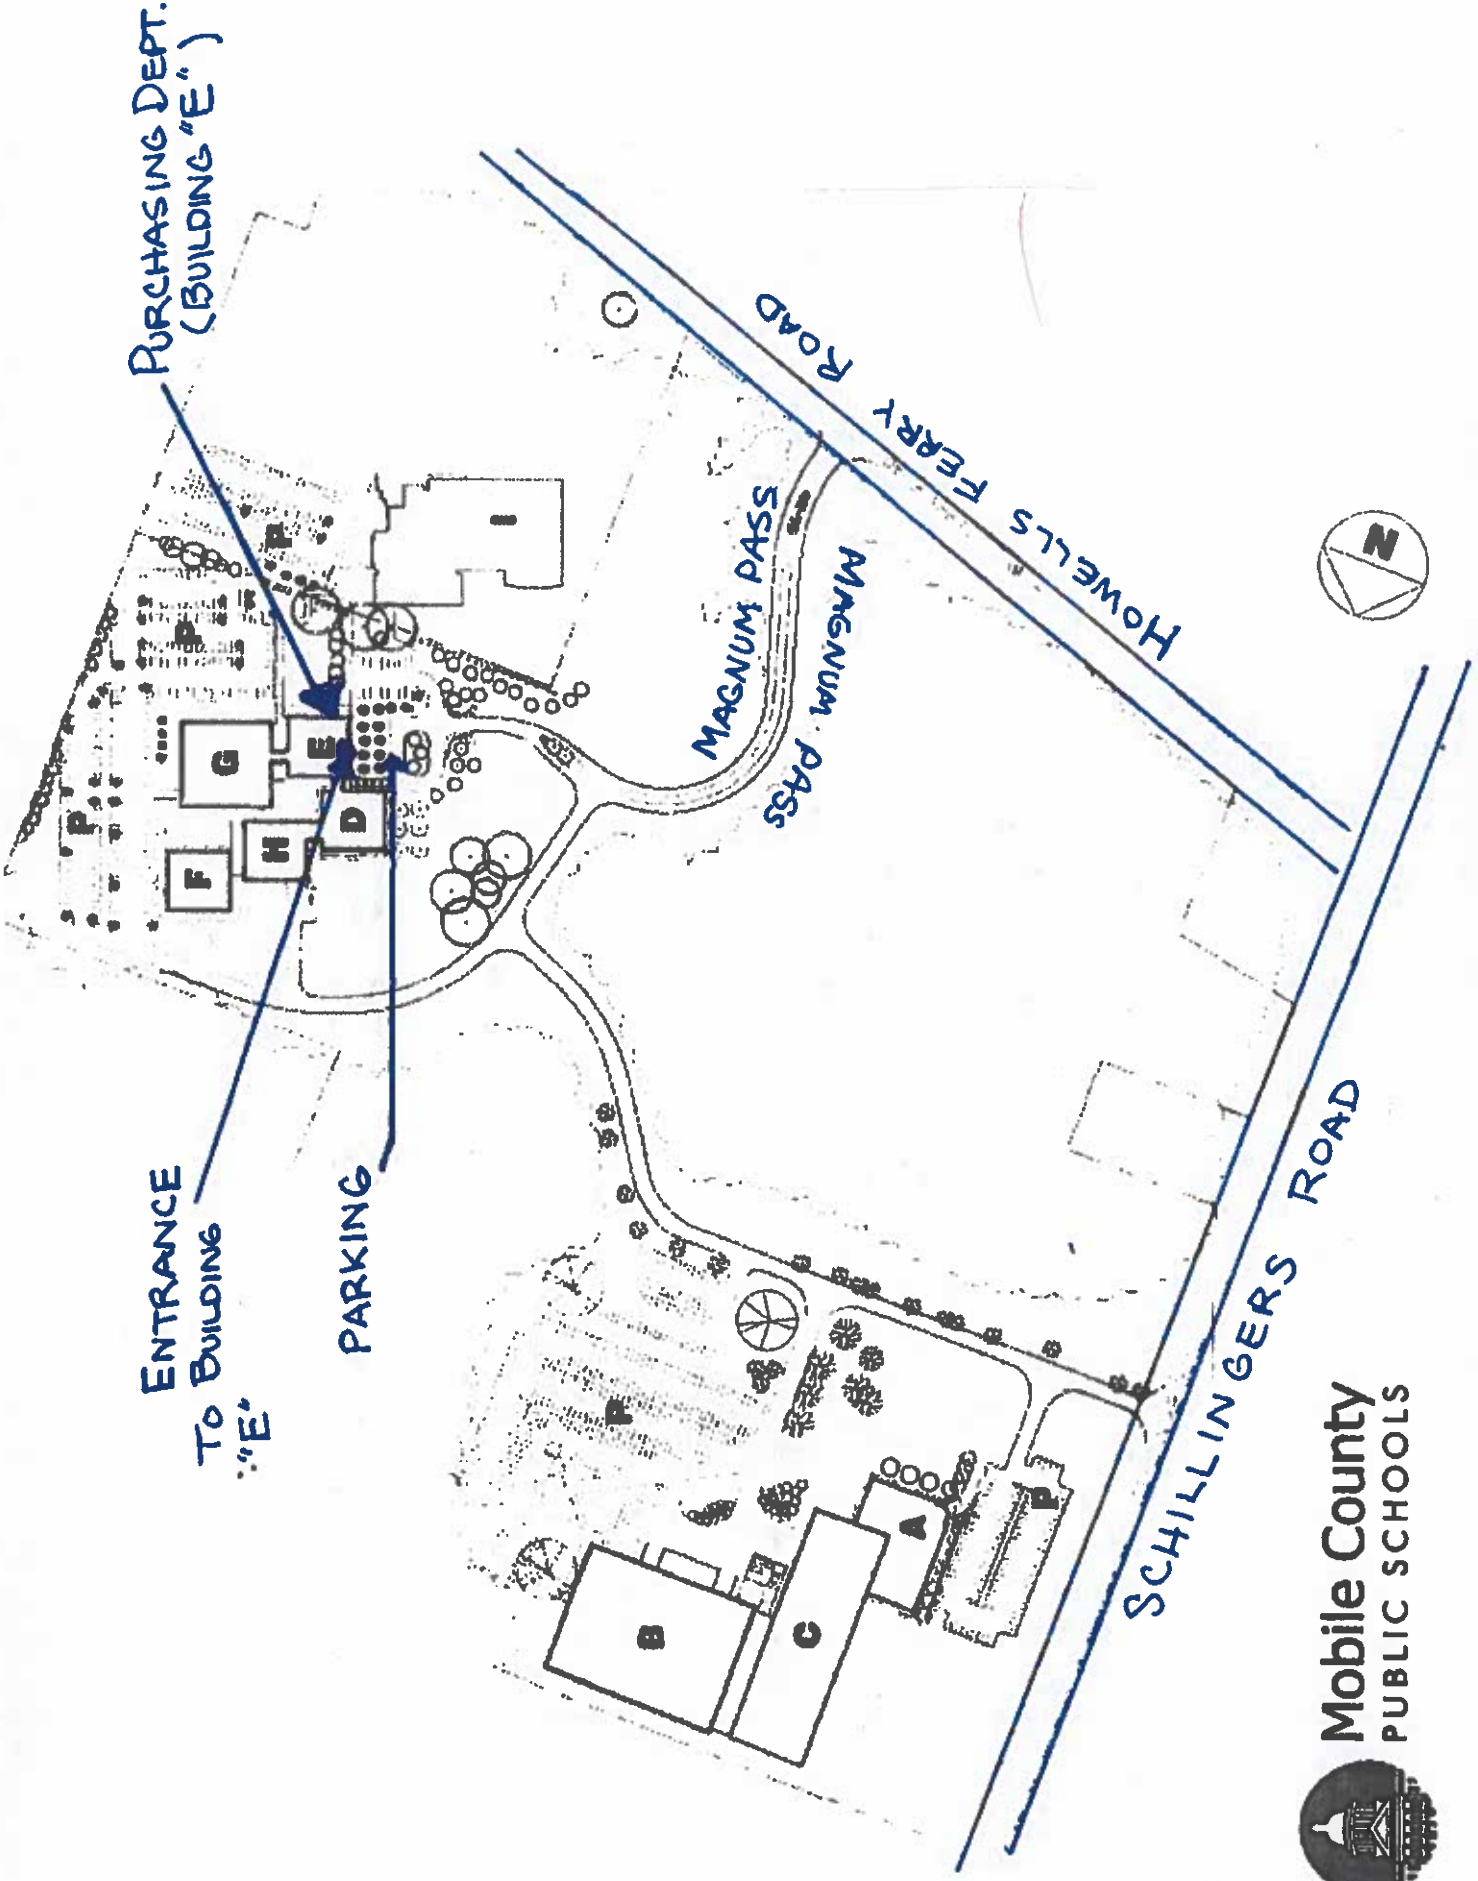 PURCHASING DEPT.
(BUILDING "E")
ENTRANCE
TO BUILDING
"E"
PARKING
P
P
P
G
E
F
H
D
I
MAGNUM PASS
MAGNUM PASS
HOWELLS FERRY ROAD
N
P
B
C
A
P
SCHILLINGERS ROAD
Mobile County
PUBLIC SCHOOLS